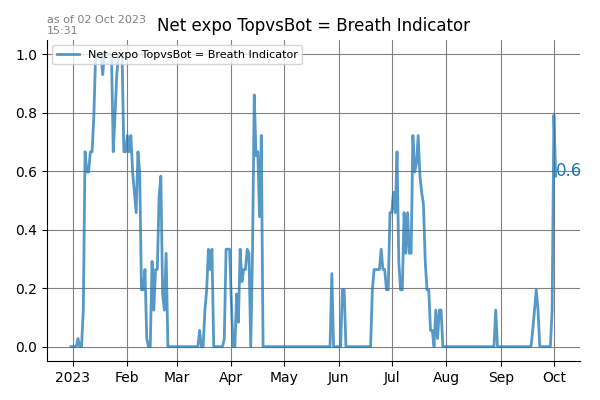 as of 02 Oct 2023
15:31
Net expo TopvsBot = Breath Indicator
Net expo TopvsBot = Breath Indicator
1.0
0.8
0.6
0.4
0.2
0.0
0.6
2023 Feb Mar Apr May Jun Jul Aug Sep Oct